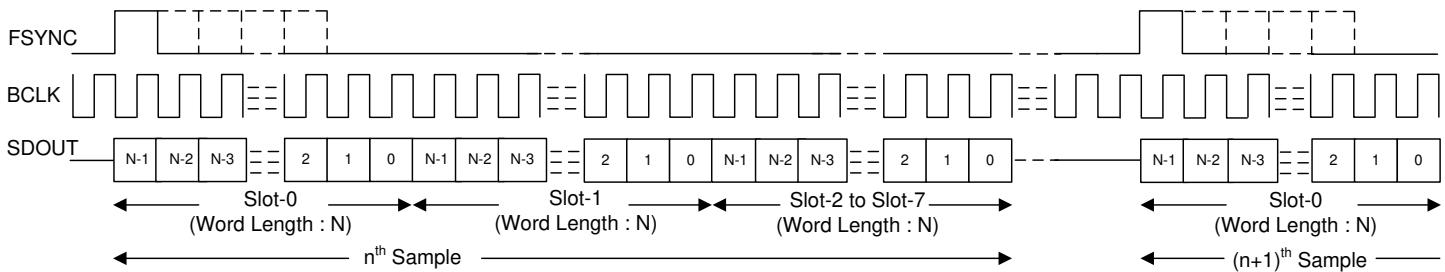 FSYNC
BCLK
SDOUT N-1 N-2 N-3 2 1 0 N-1 N-2 N-3 2 1 0 N-1 N-2 N-3 2 1 0 N-1 N-2 N-3 2 1 0
Slot-0 Slot-1 Slot-2 to Slot-7 Slot-0
(Word Length : N) (Word Length : N) (Word Length : N) (Word Length : N)
nth Sample (n+1)th Sample